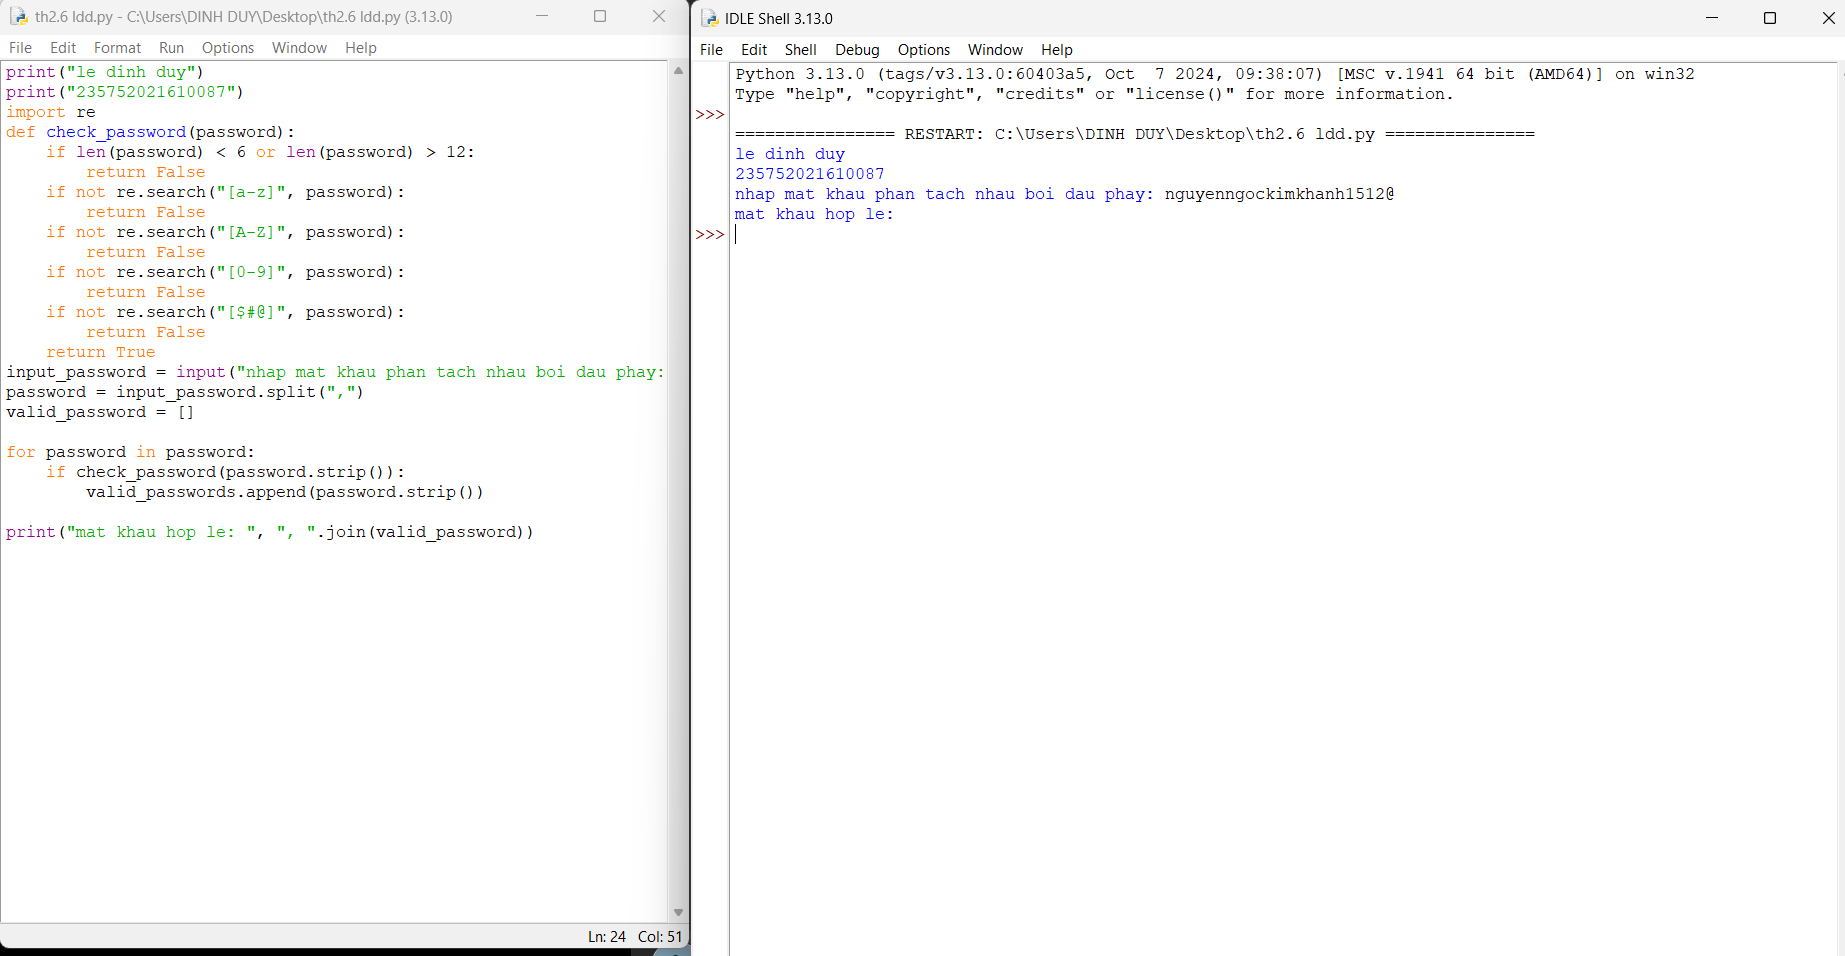 th2.6 ldd.py - C:\Users\DINH DUY\Desktop\th2.6 ldd.py (3.13.0)
File Edit Format Run Options Window Help
print("le dinh duy")
print("235752021610087")
import re
def check_password(password):
    if len(password) < 6 or len(password) > 12:
        return False
    if not re.search("[a-z]", password):
        return False
    if not re.search("[A-Z]", password):
        return False
    if not re.search("[0-9]", password):
        return False
    if not re.search("[$#@]", password):
        return False
    return True
input_password = input("nhap mat khau phan tach nhau boi dau phay:
password = input_password.split(",")
valid_password = []
for password in password:
    if check_password(password.strip()):
        valid_passwords.append(password.strip())
print("mat khau hop le: ", ", ".join(valid_password))
Ln: 24 Col: 51
IDLE Shell 3.13.0
File Edit Shell Debug Options Window Help
Python 3.13.0 (tags/v3.13.0:60403a5, Oct  7 2024, 09:38:07) [MSC v.1941 64 bit (AMD64)] on win32
Type "help", "copyright", "credits" or "license()" for more information.
>>>
================ RESTART: C:\Users\DINH DUY\Desktop\th2.6 ldd.py ===============
le dinh duy
235752021610087
nhap mat khau phan tach nhau boi dau phay: nguyenngockimkhanh1512@
mat khau hop le:
>>>